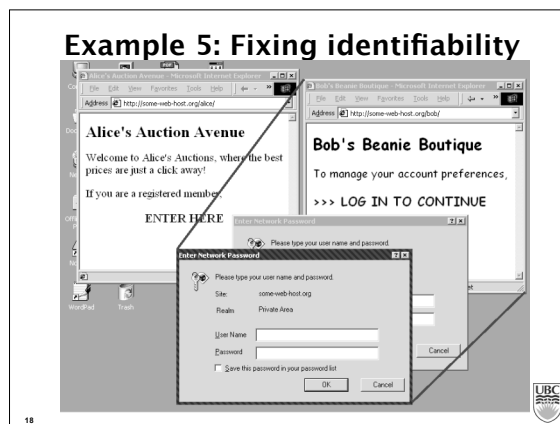 Example 5: Fixing identifiability
Alice's Auction Avenue - Microsoft Internet Explorer
File Edit View Favorites Tools Help
Address http://some-web-host.org/alice/
Alice's Auction Avenue
Welcome to Alice's Auctions, where the best
prices are just a click away!
If you are a registered member,
ENTER HERE
Bob's Beanie Boutique - Microsoft Internet Explorer
File Edit View Favorites Tools Help
Address http://some-web-host.org/bob/
Bob's Beanie Boutique
To manage your account preferences,
>>> LOG IN TO CONTINUE
Enter Network Password
Please type your user name and password.
Enter Network Password
Please type your user name and password.
Site: some-web-host.org
Realm Private Area
User Name
Password
Save this password in your password list
OK Cancel
Cancel
WordPad Trash
UBC
18